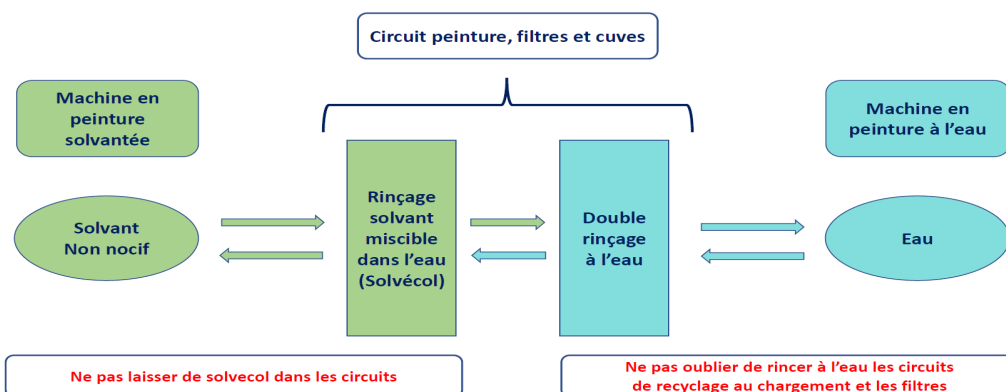 Circuit peinture, filtres et cuves
Machine en
peinture
solvantée
Machine en
peinture à l'eau
Solvant
Non nocif
Rinçage
solvant
miscible
dans l'eau
(Solvécol)
Double
rinçage
à l'eau
Eau
Ne pas laisser de solvecol dans les circuits
Ne pas oublier de rincer à l'eau les circuits
de recyclage au chargement et les filtres